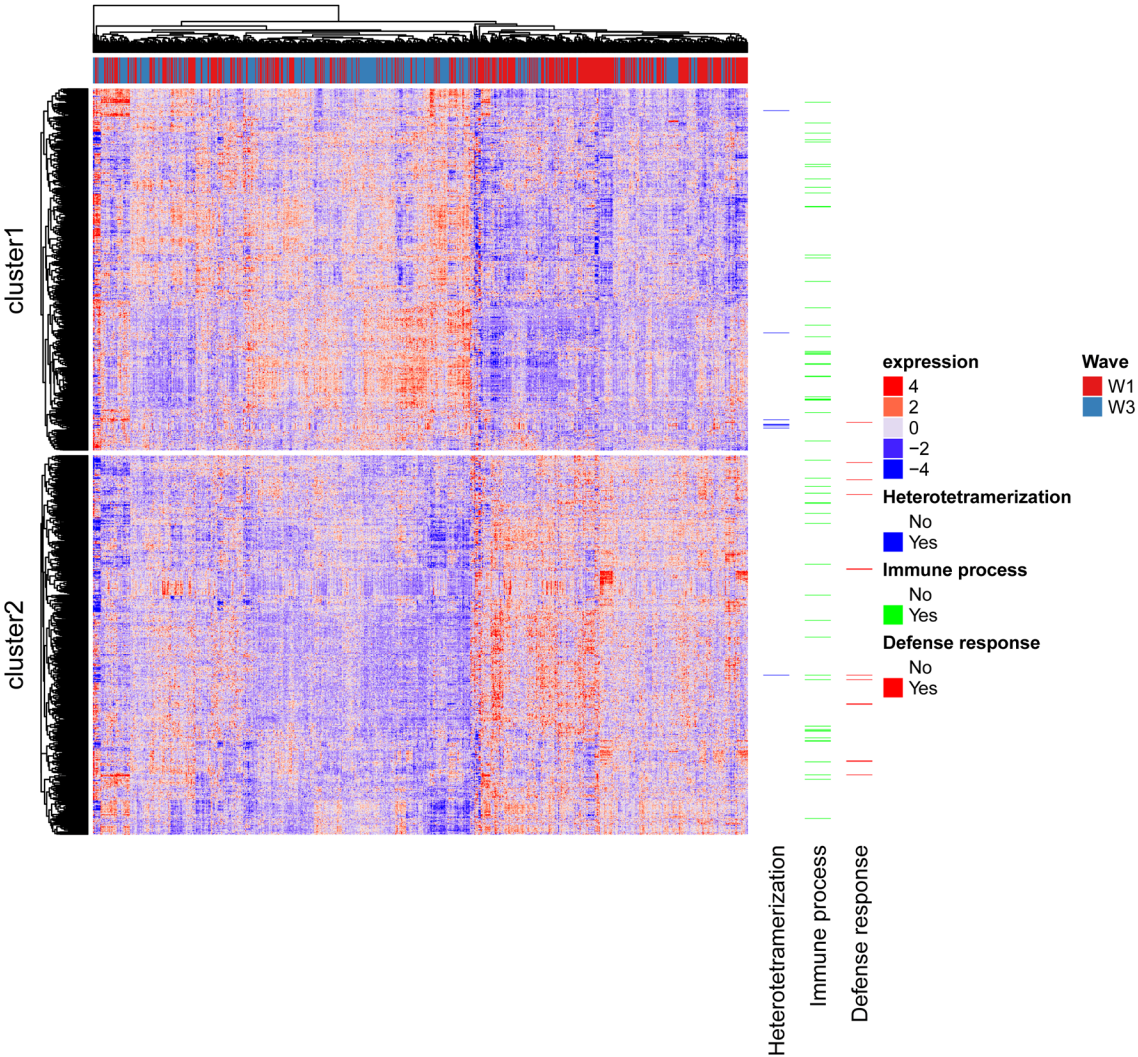 cluster1
cluster2
expression
4
2
0
−2
−4
Heterotetramerization
No
Yes
Immune process
No
Yes
Defense response
No
Yes
Wave
W1
W3
Heterotetramerization
Immune process
Defense response